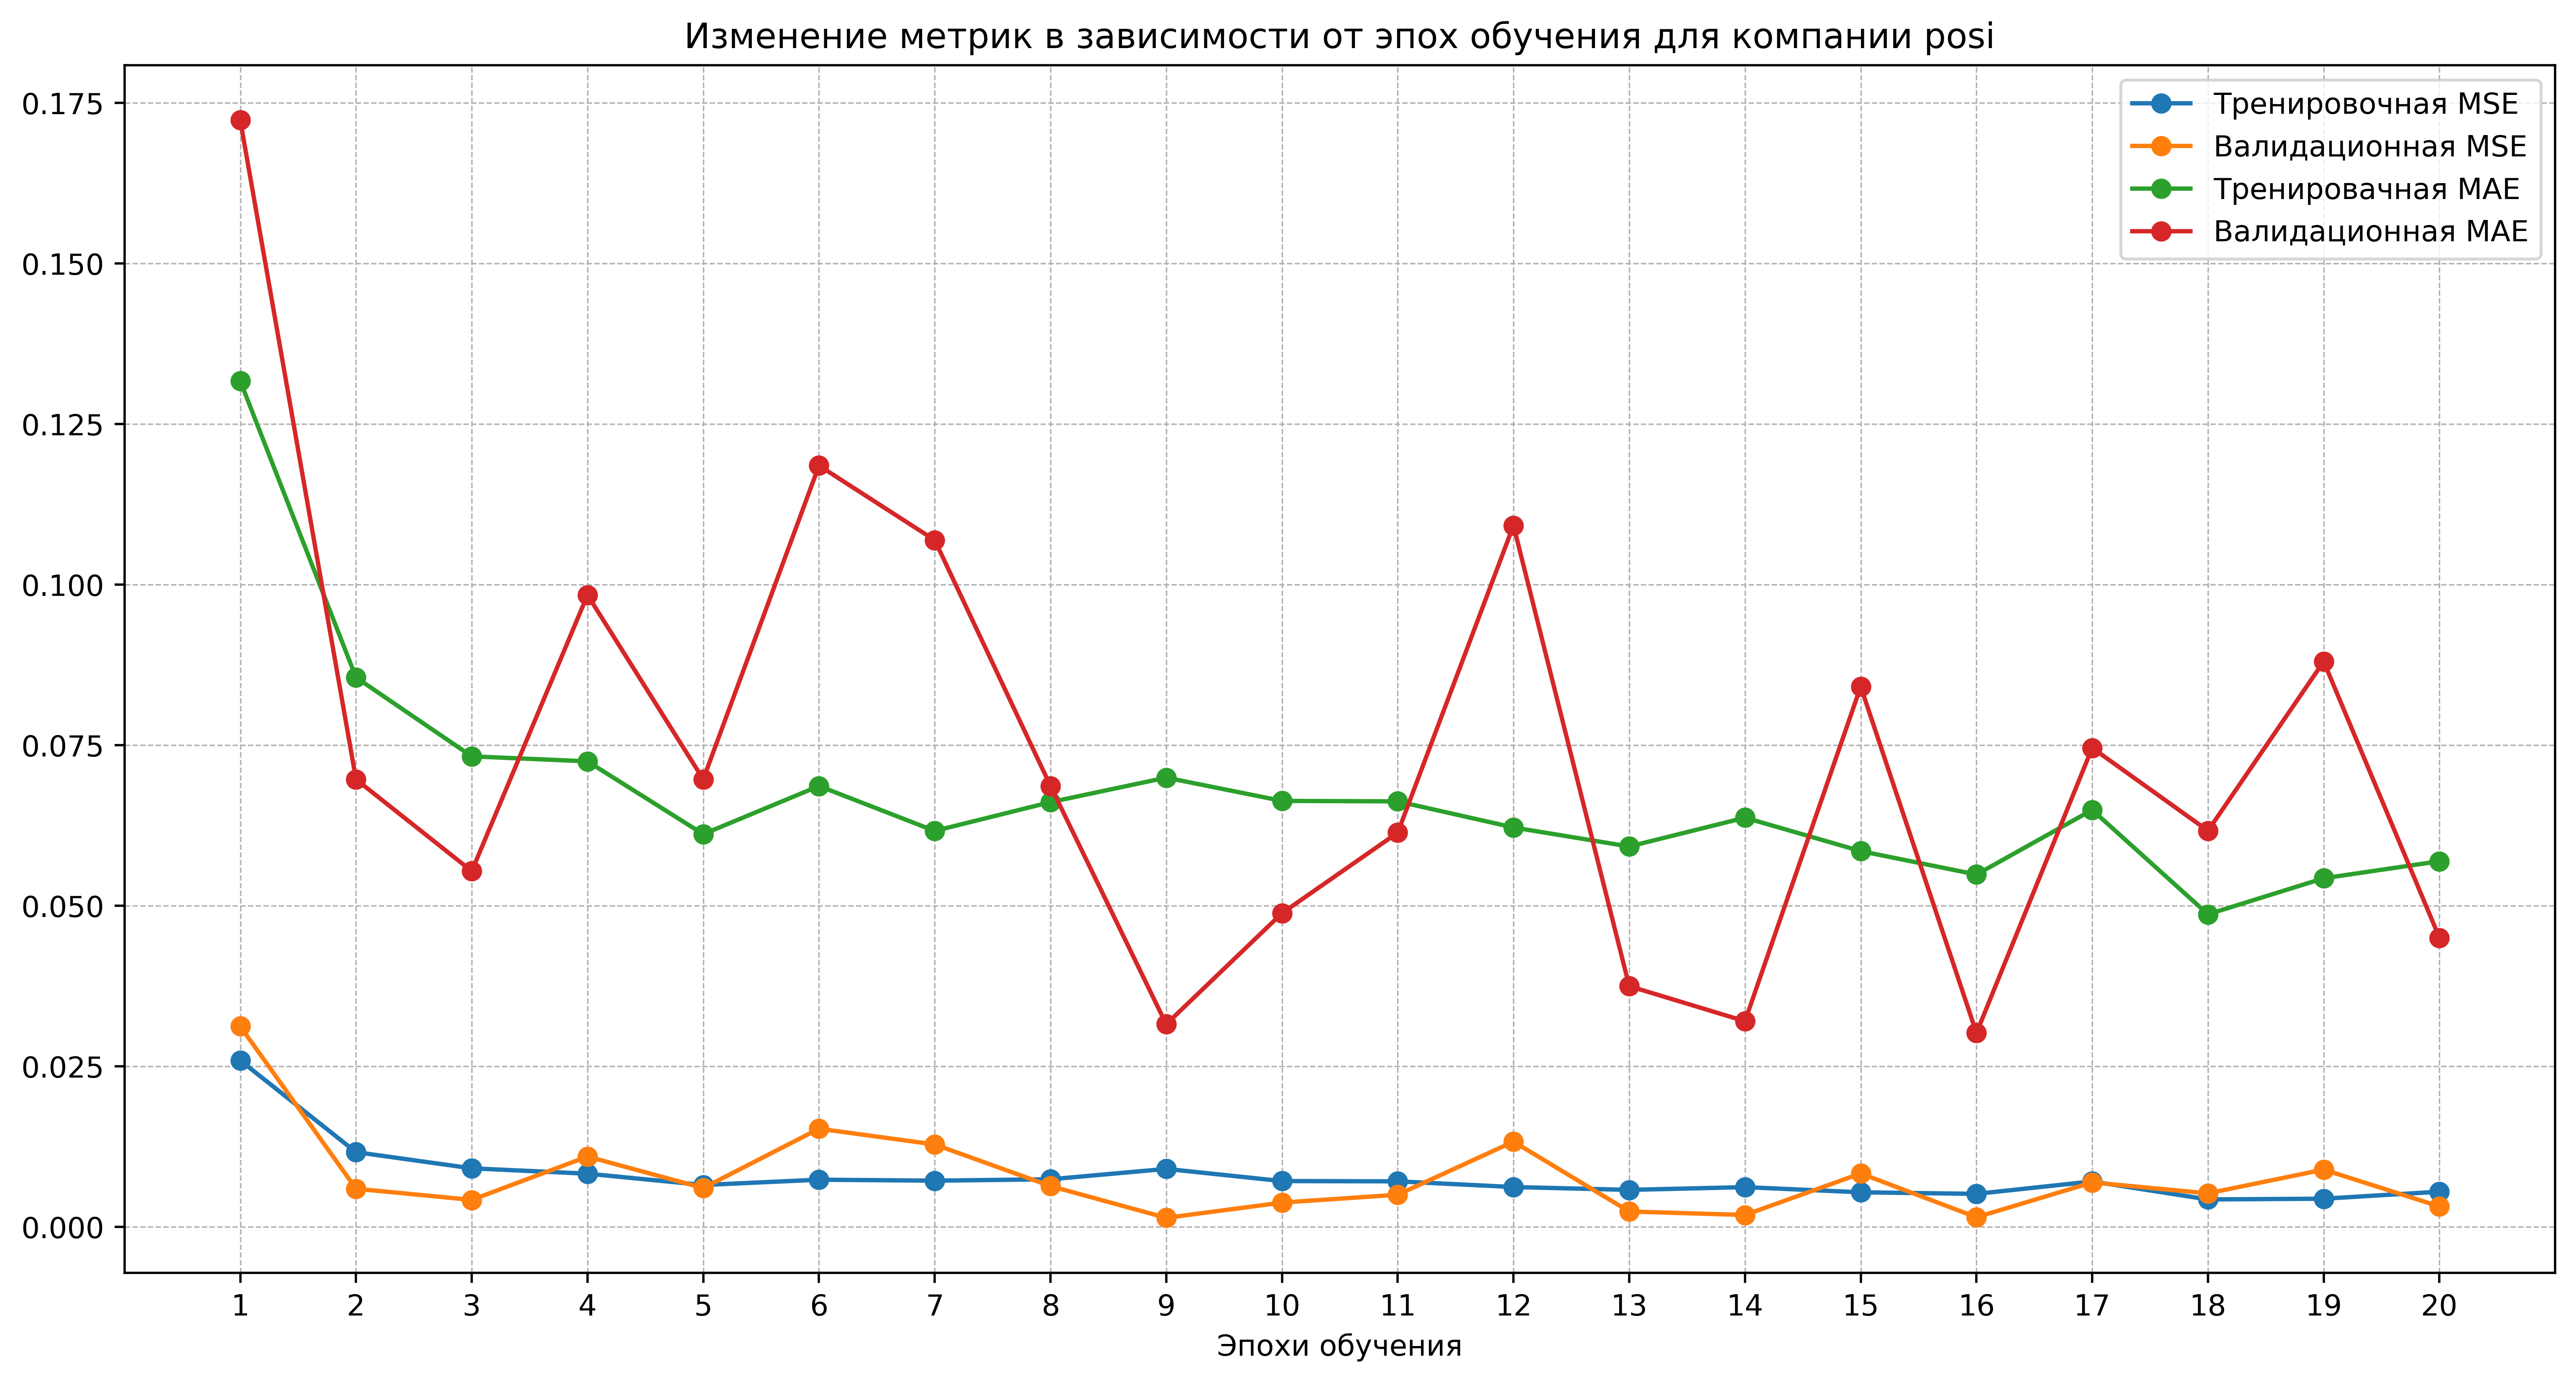 Изменение метрик в зависимости от эпох обучения для компании posi
0.175
0.150
0.125
0.100
0.075
0.050
0.025
0.000
Тренировочная MSE
Валидационная MSE
Тренировачная MAE
Валидационная MAE
1 2 3 4 5 6 7 8 9 10 11 12 13 14 15 16 17 18 19 20
Эпохи обучения